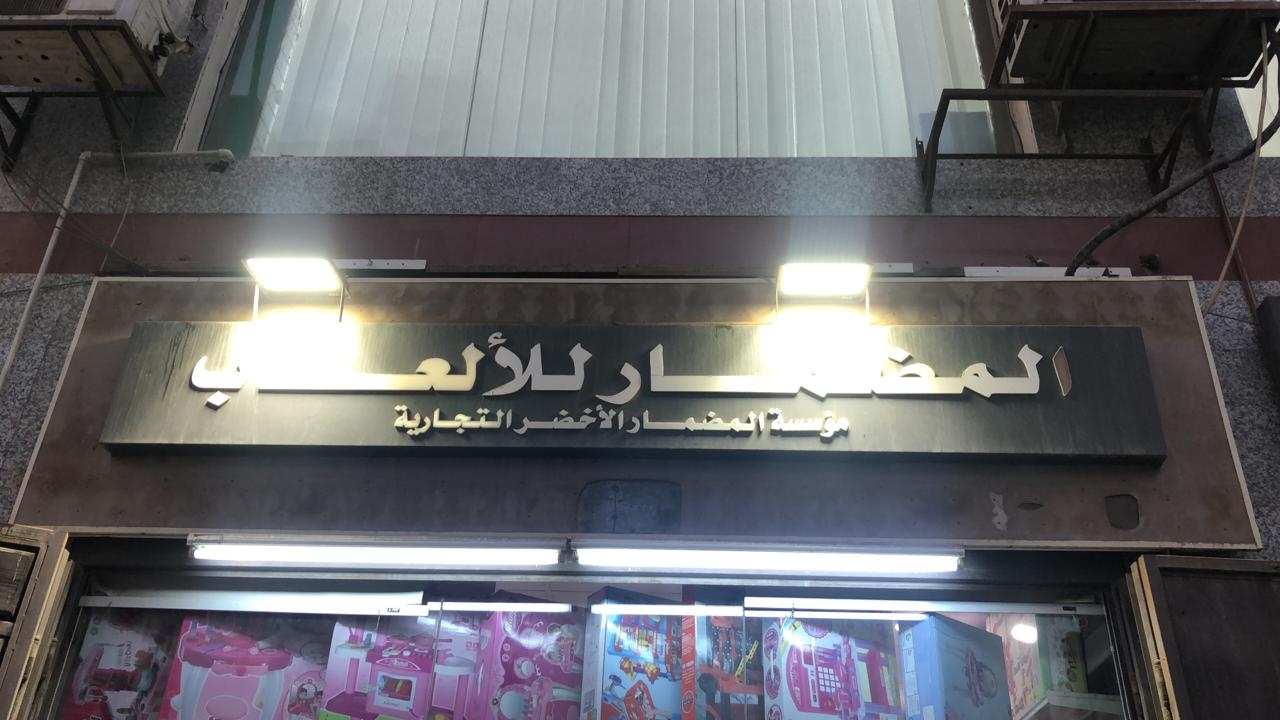 المضمار للألعاب
مؤسسة المضمار الأخضر التجارية